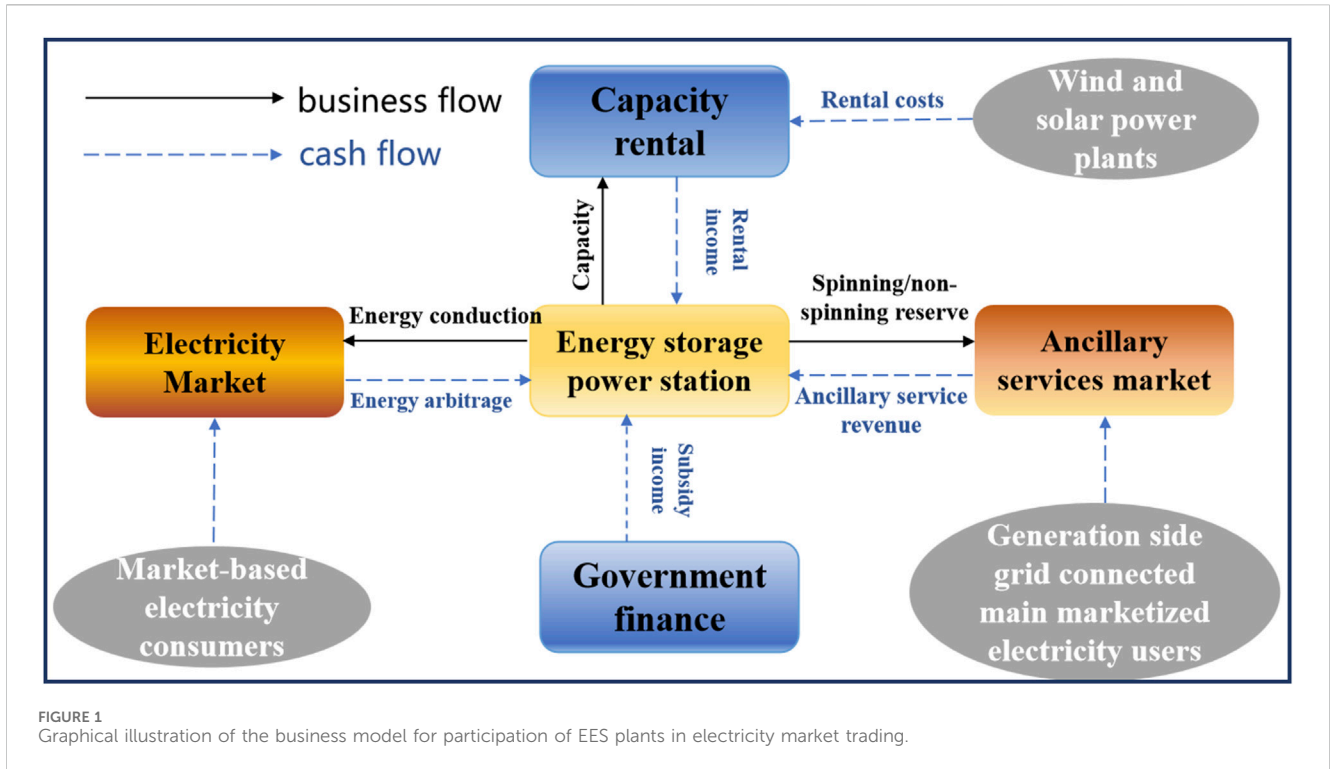 business flow
cash flow
Capacity
rental
Rental costs
Wind and
solar power
plants
Capacity
Rental
income
Energy conduction
Spinning/non-
spinning reserve
Electricity
Market
Energy storage
power station
Ancillary
services market
Energy arbitrage
Ancillary service
revenue
Subsidy
income
Market-based
electricity
consumers
Government
finance
Generation side
grid connected
main marketized
electricity users
FIGURE 1
Graphical illustration of the business model for participation of EES plants in electricity market trading.